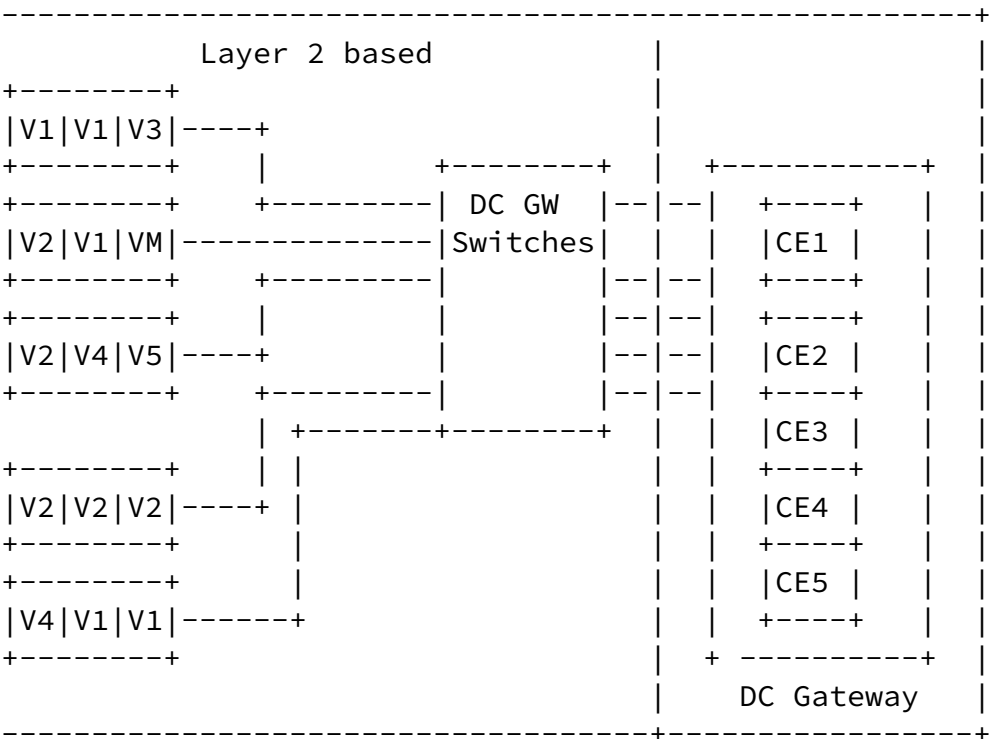 Layer 2 based
|V1|V1|V3|
DC GW
|V2|V1|VM|
Switches
CE1
|V2|V4|V5|
CE2
CE3
|V2|V2|V2|
CE4
CE5
|V4|V1|V1|
DC Gateway